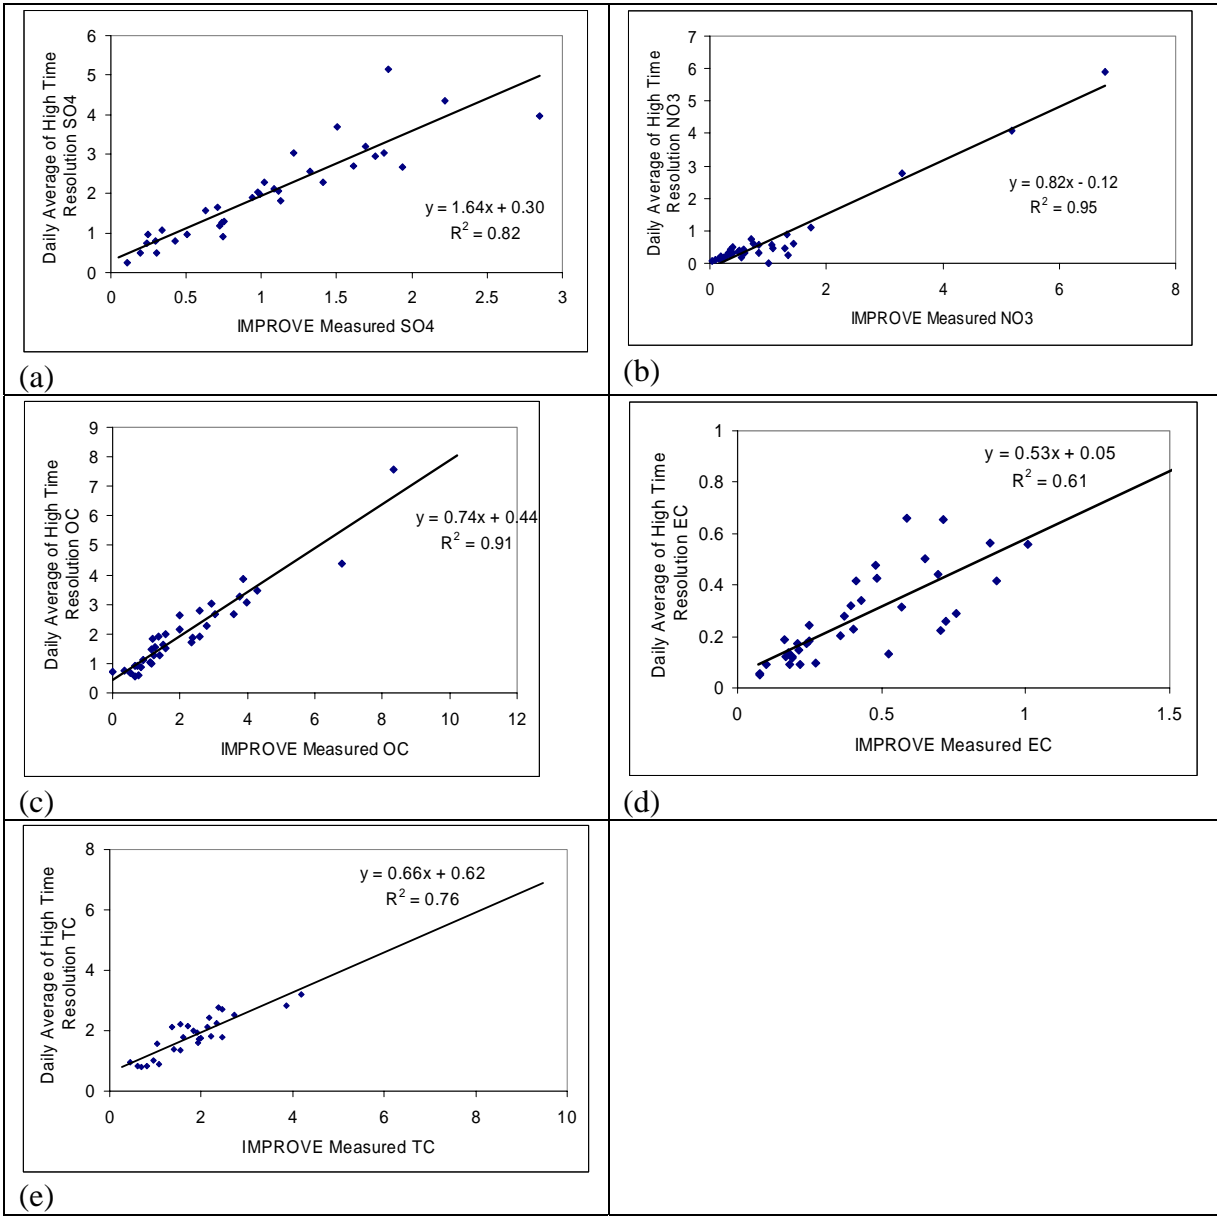 Daily Average of High Time
Resolution SO4
6
5
4
3
2
1
0
y = 1.64x + 0.30
R² = 0.82
0 0.5 1 1.5 2 2.5 3
IMPROVE Measured SO4
(a)
Daily Average of High Time
Resolution NO3
7
6
5
4
3
2
1
0
y = 0.82x - 0.12
R² = 0.95
0 2 4 6 8
IMPROVE Measured NO3
(b)
Daily Average of High Time
Resolution OC
9
8
7
6
5
4
3
2
1
0
y = 0.74x + 0.44
R² = 0.91
0 2 4 6 8 10 12
IMPROVE Measured OC
(c)
Daily Average of High Time
Resolution EC
1
0.8
0.6
0.4
0.2
0
y = 0.53x + 0.05
R² = 0.61
0 0.5 1 1.5
IMPROVE Measured EC
(d)
Daily Average of High Time
Resolution TC
8
6
4
2
0
y = 0.66x + 0.62
R² = 0.76
0 2 4 6 8 10
IMPROVE Measured TC
(e)